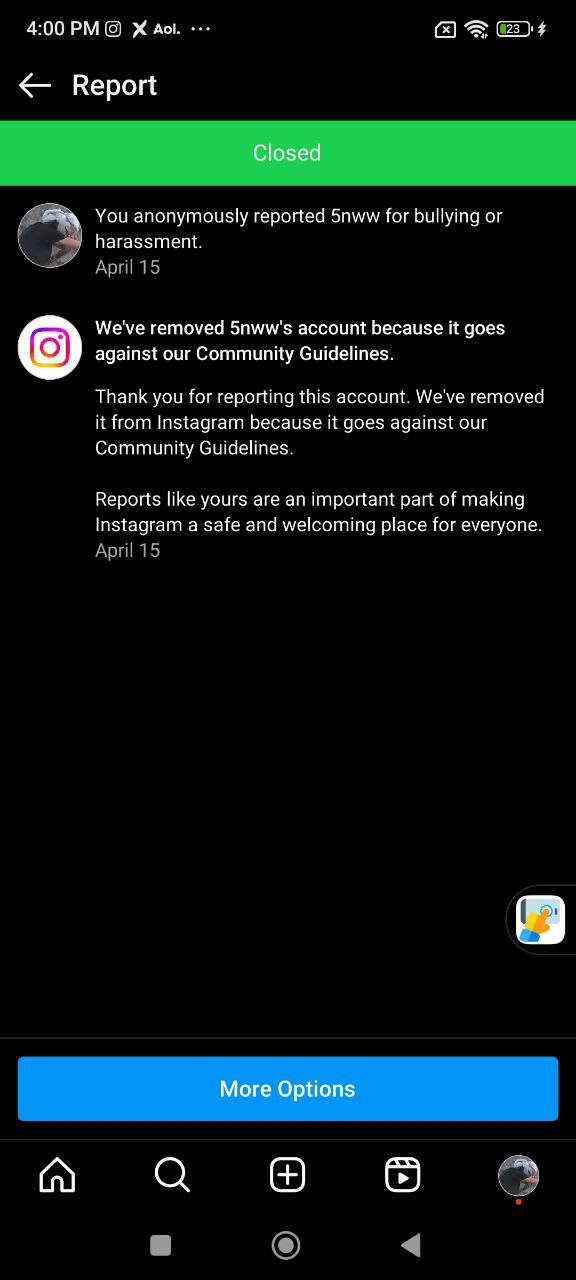 4:00 PM Aol. ...
23
Report
Closed
You anonymously reported 5nww for bullying or
harassment.
April 15
We've removed 5nww's account because it goes
against our Community Guidelines.
Thank you for reporting this account. We've removed
it from Instagram because it goes against our
Community Guidelines.
Reports like yours are an important part of making
Instagram a safe and welcoming place for everyone.
April 15
More Options